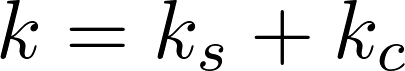 k = k_s + k_c